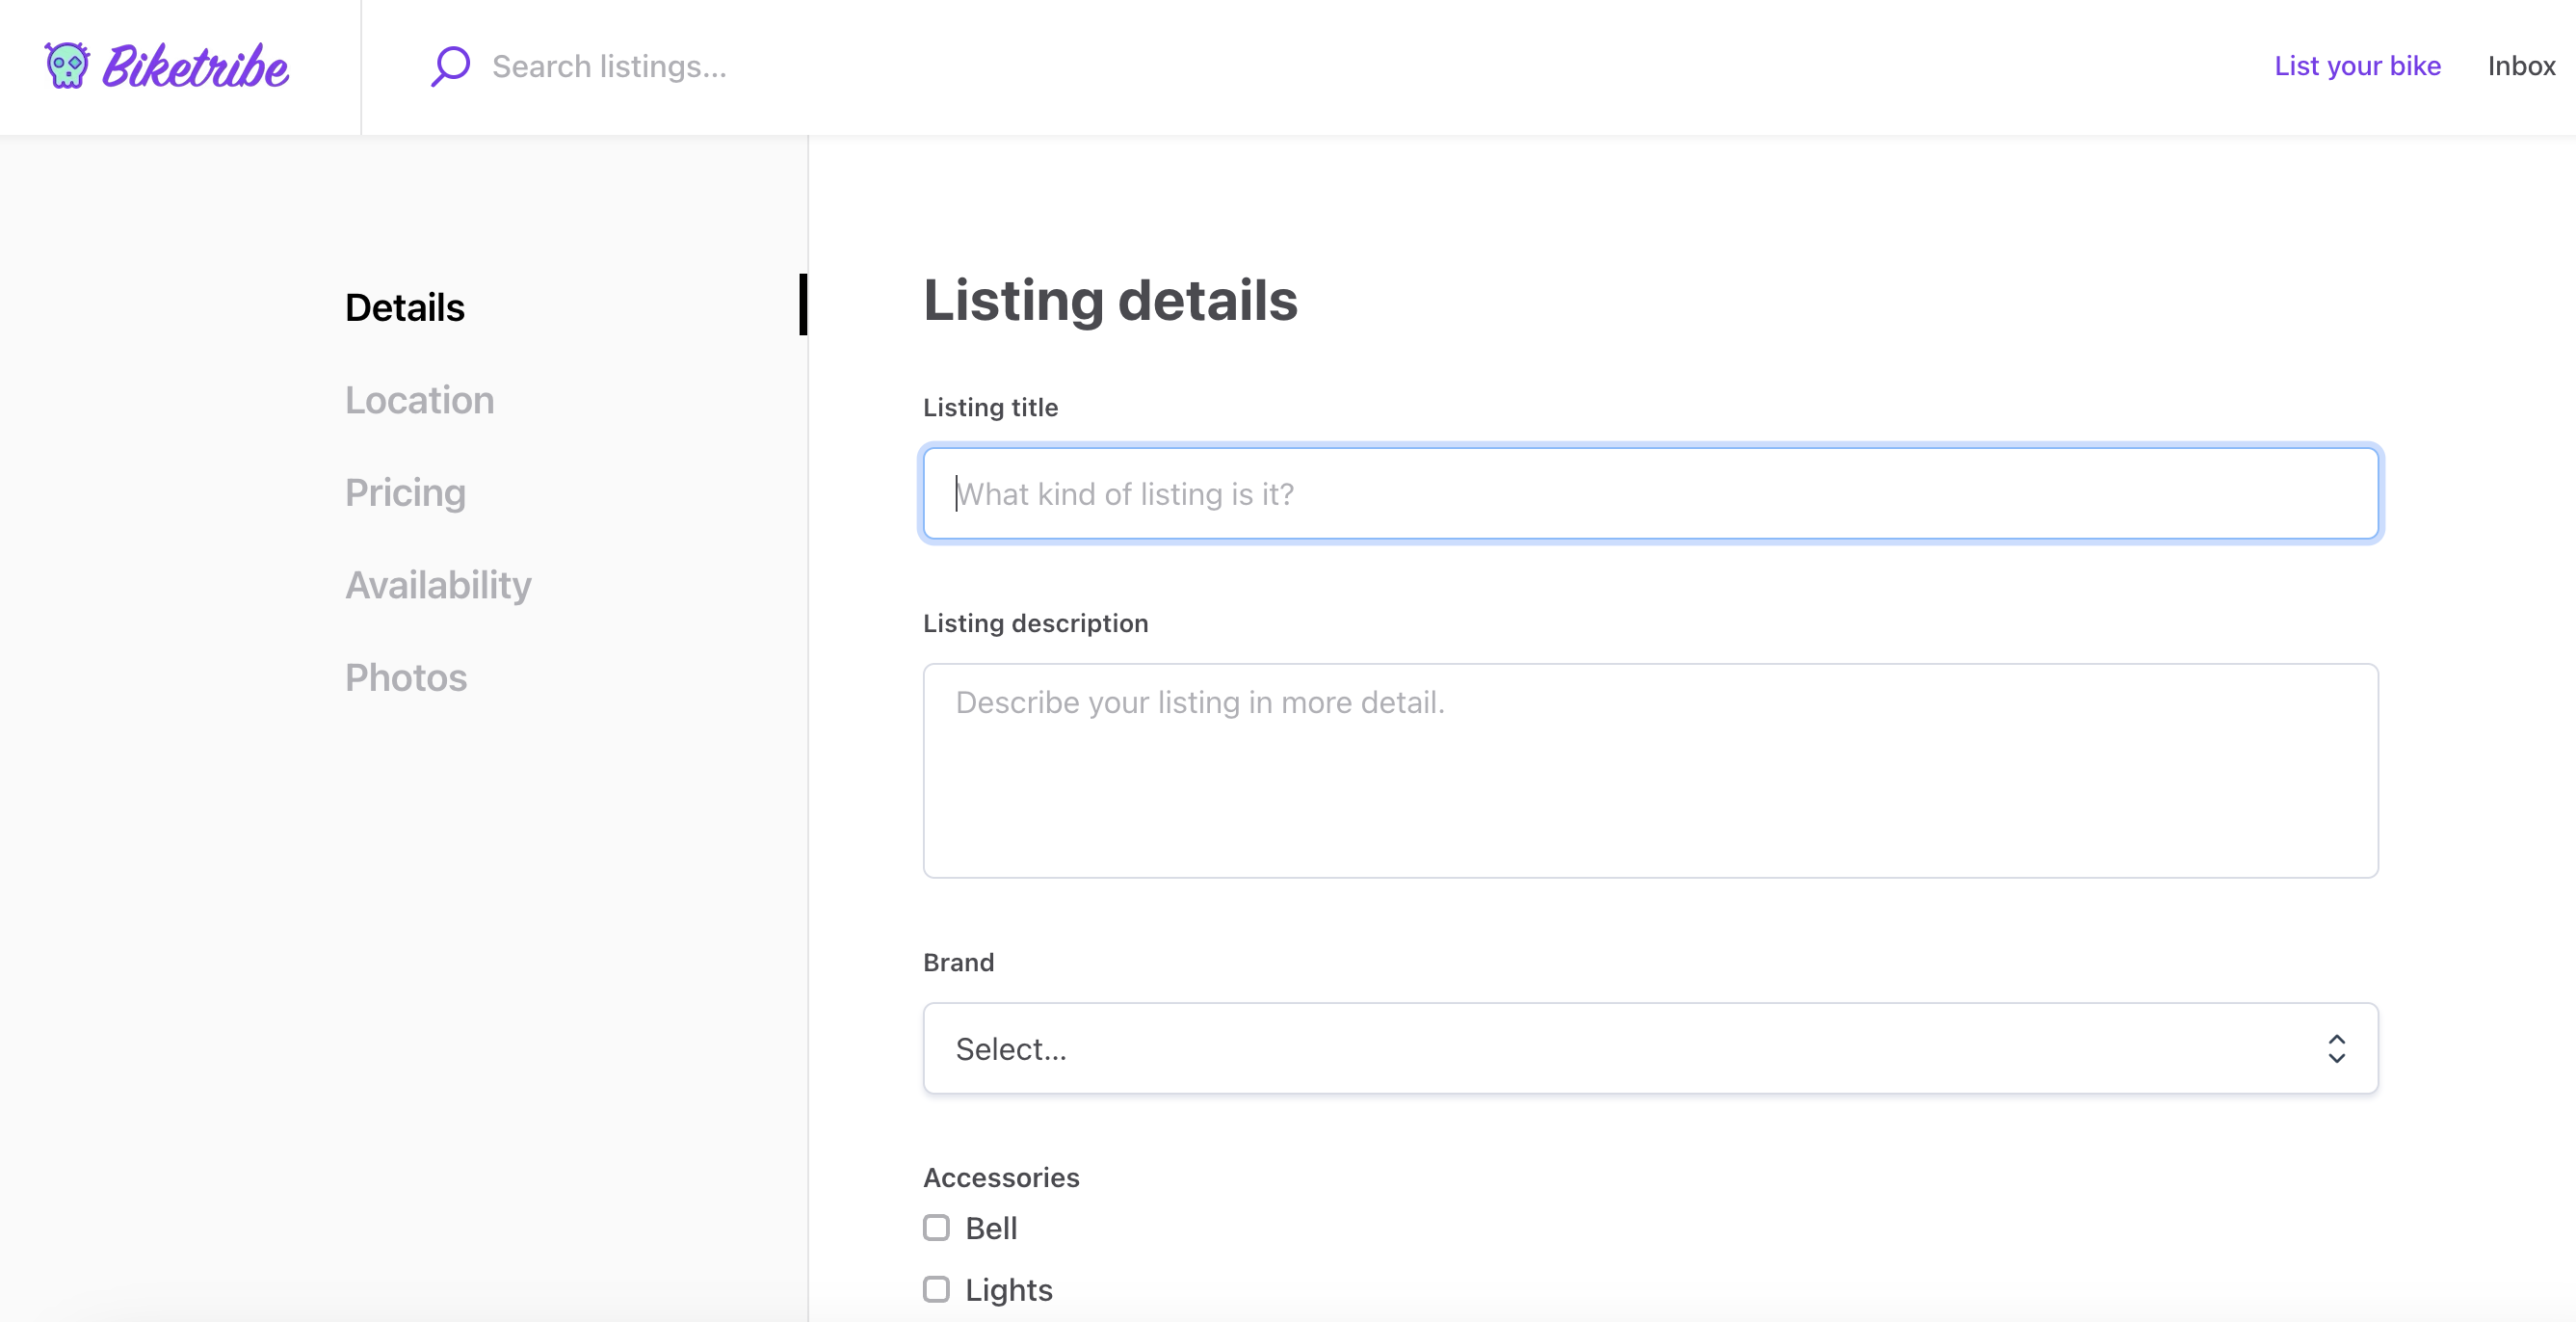 Biketribe
Search listings...
List your bike
Inbox
Details
Location
Pricing
Availability
Photos
Listing details
Listing title
What kind of listing is it?
Listing description
Describe your listing in more detail.
Brand
Select...
Accessories
Bell
Lights